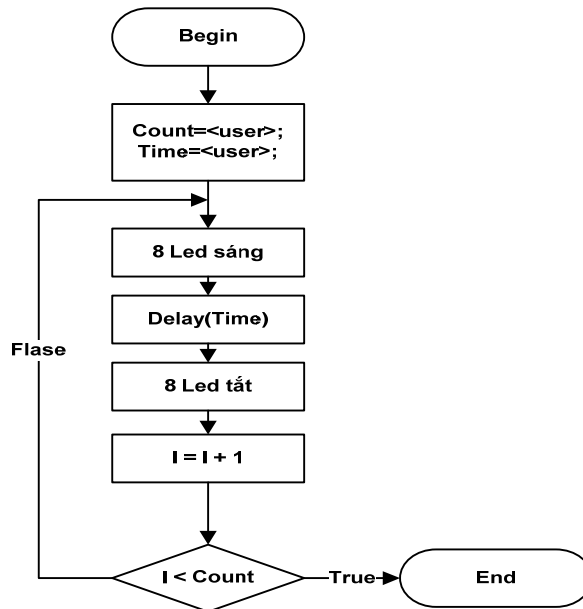 Begin
Count=<user>;
Time=<user>;
8 Led sáng
Delay(Time)
Flase
8 Led tắt
I = I + 1
I < Count
True
End